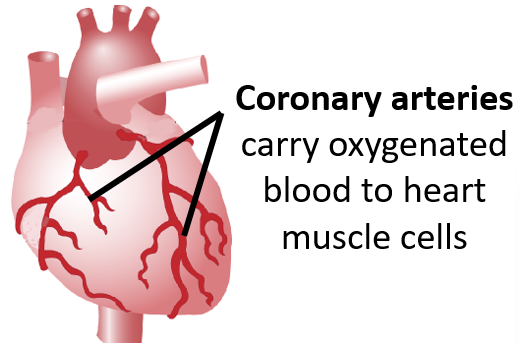 Coronary arteries
carry oxygenated
blood to heart
muscle cells